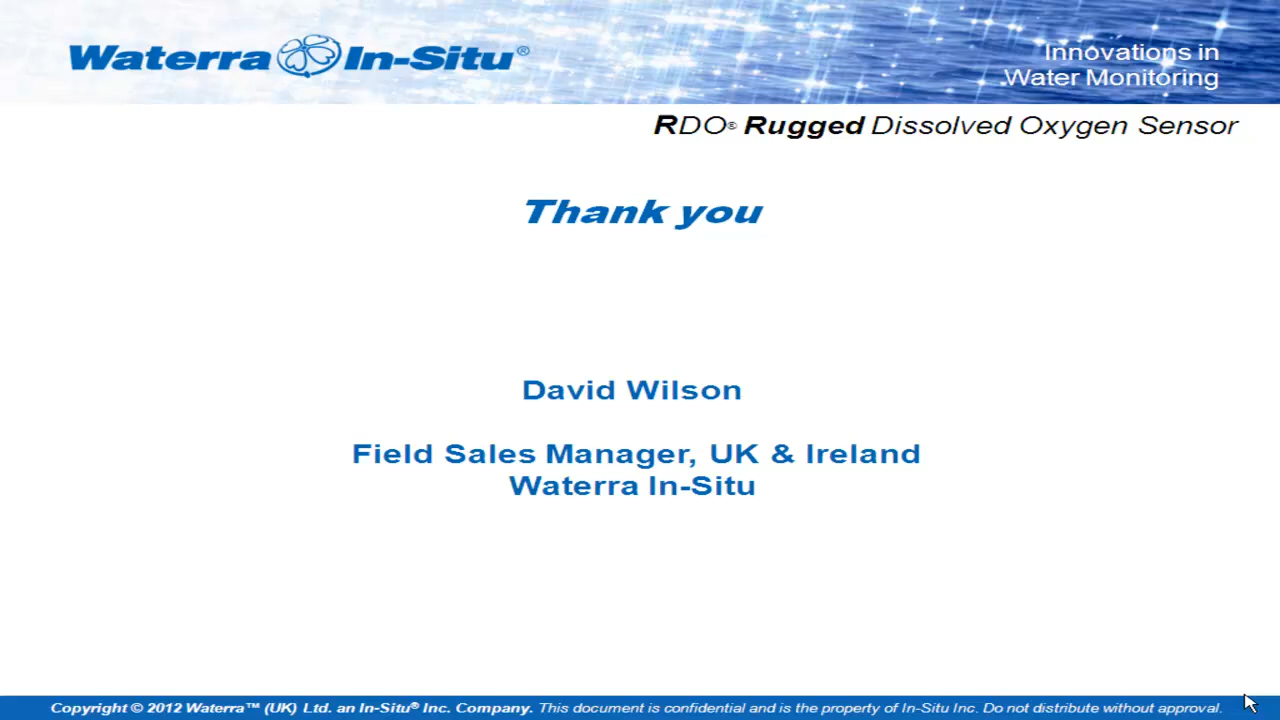 Waterra In-Situ®
Innovations in
Water Monitoring
RDO® Rugged Dissolved Oxygen Sensor
Thank you
David Wilson
Field Sales Manager, UK & Ireland
Waterra In-Situ
Copyright © 2012 Waterra™ (UK) Ltd. an In-Situ® Inc. Company. This document is confidential and is the property of In-Situ Inc. Do not distribute without approval.